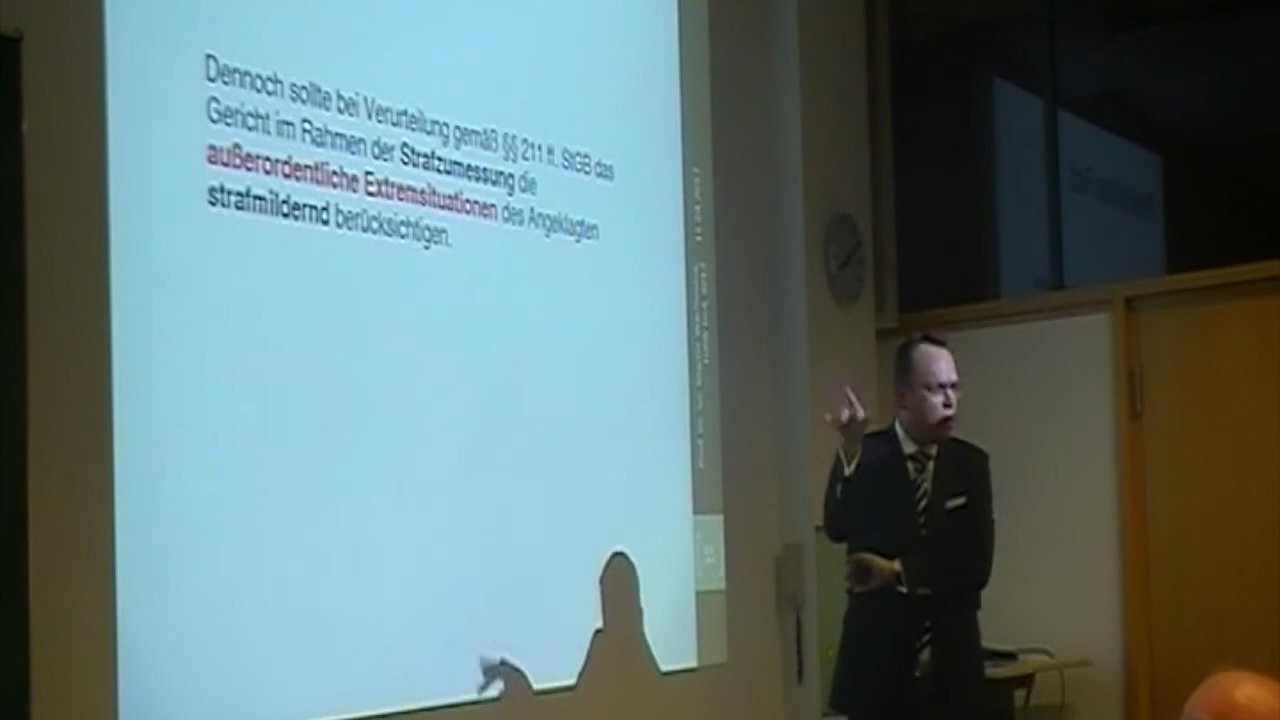 Dennoch sollte bei Verurteilung gemäß §§ 211 ff. StGB das
Gericht im Rahmen der Strafzumessung die
außerordentliche Extremsituationen des Angeklagten
strafmildernd berücksichtigen.